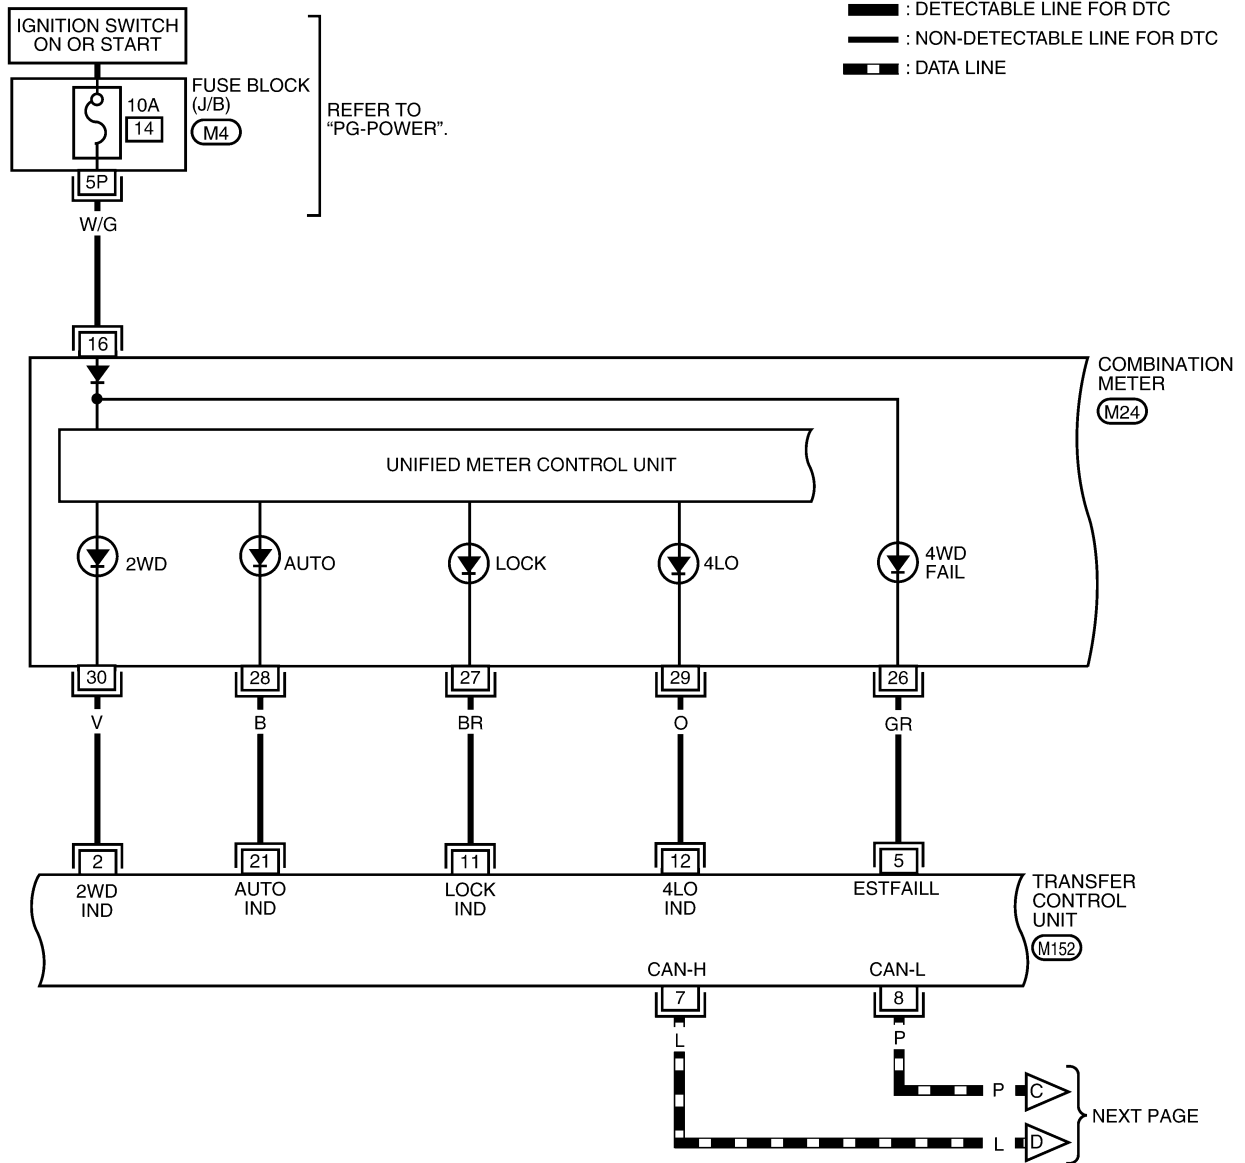 IGNITION SWITCH
ON OR START
: DETECTABLE LINE FOR DTC
: NON-DETECTABLE LINE FOR DTC
: DATA LINE
FUSE BLOCK
(J/B)
M4
10A
14
REFER TO
“PG-POWER”.
5P
W/G
16
COMBINATION
METER
M24
UNIFIED METER CONTROL UNIT
2WD
AUTO
LOCK
4LO
4WD
FAIL
30
28
27
29
26
V
B
BR
O
GR
2
21
11
12
5
2WD
IND
AUTO
IND
LOCK
IND
4LO
IND
ESTFAILL
TRANSFER
CONTROL
UNIT
M152
CAN-H
CAN-L
7
8
L
P
P
C
L
D
NEXT PAGE